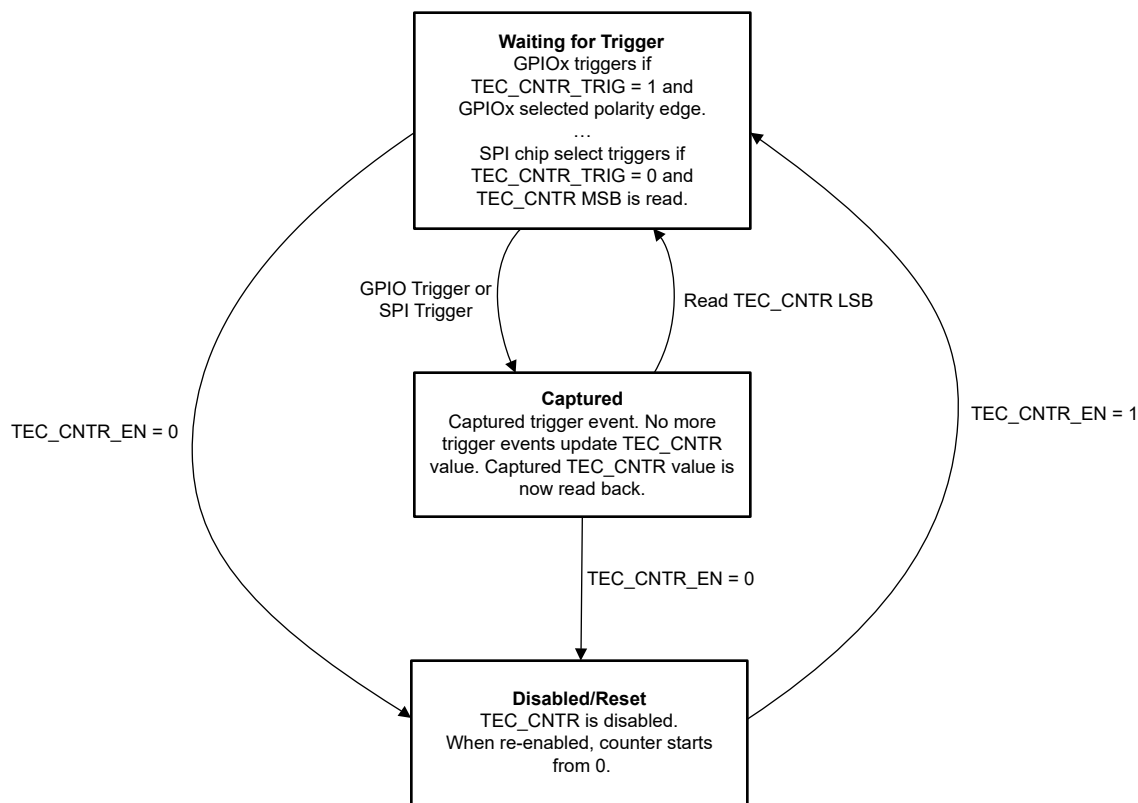 Waiting for Trigger
GPIOx triggers if
TEC_CNTR_TRIG = 1 and
GPIOx selected polarity edge.
…
SPI chip select triggers if
TEC_CNTR_TRIG = 0 and
TEC_CNTR MSB is read.
GPIO Trigger or
SPI Trigger
Read TEC_CNTR LSB
TEC_CNTR_EN = 0
Captured
Captured trigger event. No more
trigger events update TEC_CNTR
value. Captured TEC_CNTR value is
now read back.
TEC_CNTR_EN = 1
TEC_CNTR_EN = 0
Disabled/Reset
TEC_CNTR is disabled.
When re-enabled, counter starts
from 0.